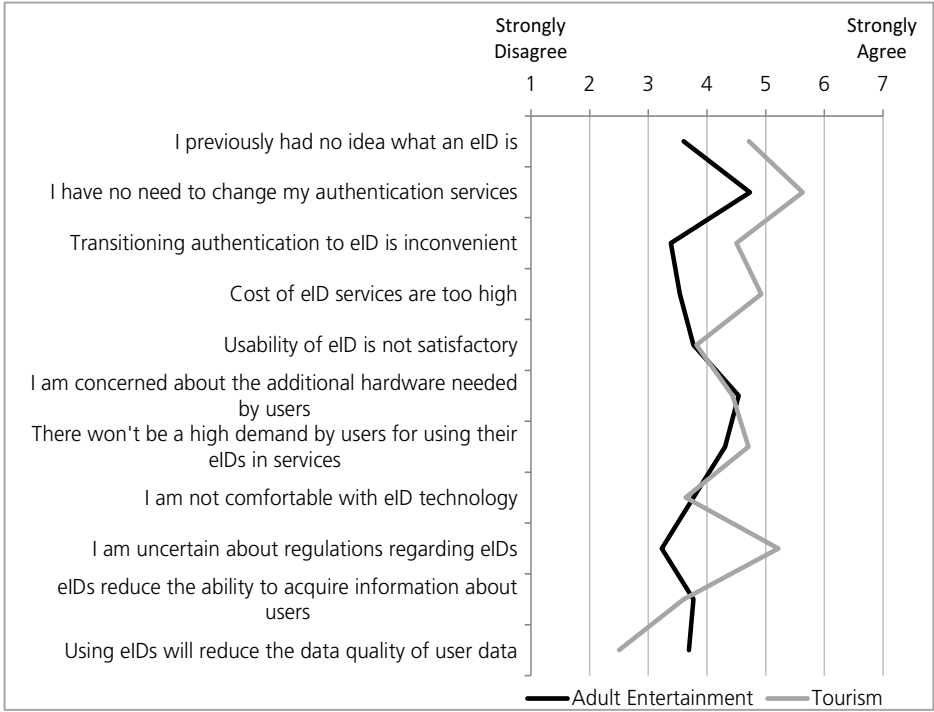 Strongly Disagree
Strongly Agree
1 2 3 4 5 6 7
I previously had no idea what an eID is
I have no need to change my authentication services
Transitioning authentication to eID is inconvenient
Cost of eID services are too high
Usability of eID is not satisfactory
I am concerned about the additional hardware needed
by users
There won't be a high demand by users for using their
eIDs in services
I am not comfortable with eID technology
I am uncertain about regulations regarding eIDs
eIDs reduce the ability to acquire information about
users
Using eIDs will reduce the data quality of user data
Adult Entertainment Tourism